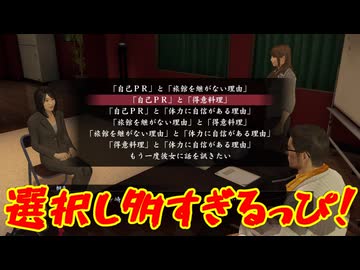 「自己ＰＲ」と「旅館を継がない理由」
「自己ＰＲ」と「得意料理」
「自己ＰＲ」と「体力に自信がある理由」
「旅館を継がない理由」と「得意料理」
「旅館を継がない理由」と「体力に自信がある理由」
「得意料理」と「体力に自信がある理由」
もう一度彼女に話を訊きたい
選択し多すぎるっぴ！